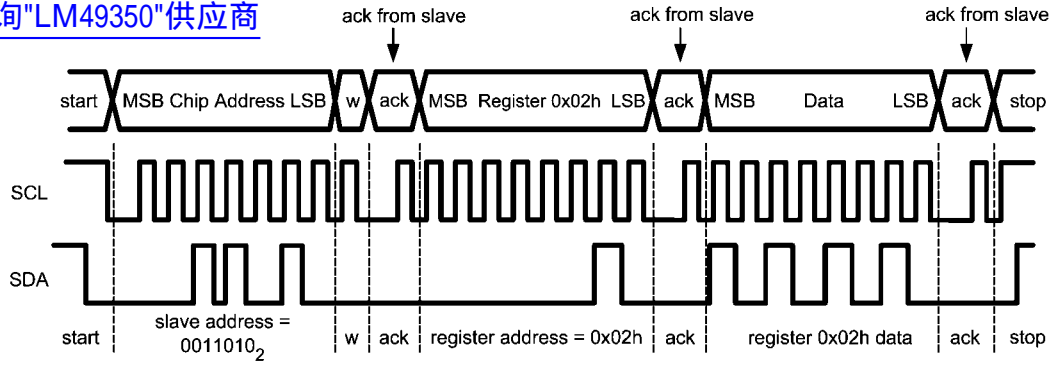 询"LM49350"供应商
ack from slave ack from slave ack from slave
start MSB Chip Address LSB w ack MSB Register 0x02h LSB ack MSB Data LSB ack stop
SCL
SDA
start slave address = 0011010₂ w ack register address = 0x02h ack register 0x02h data ack stop